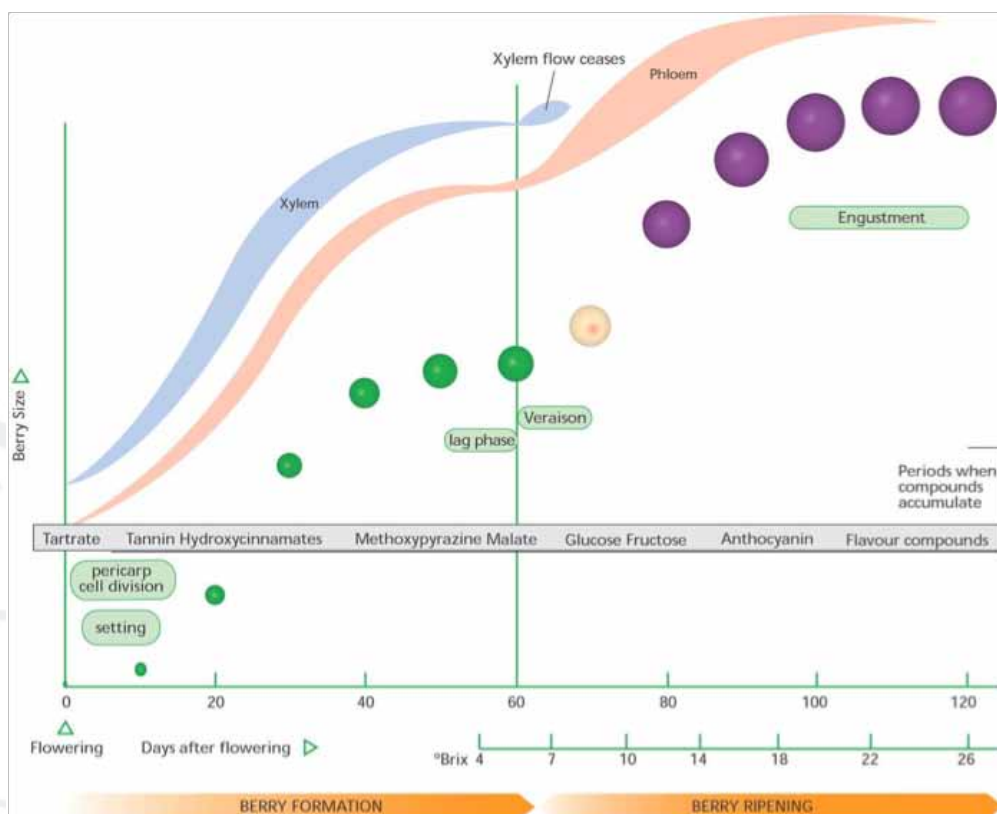 Xylem flow ceases
Phloem
Xylem
Engustment
Berry Size
Veraison
lag phase
Periods when
compounds
accumulate
Tartrate Tannin Hydroxycinnamates Methoxypyrazine Malate Glucose Fructose Anthocyanin Flavour compounds
pericarp
cell division
setting
0 20 40 60 80 100 120
Flowering Days after flowering
°Brix 4 7 10 14 18 22 26
BERRY FORMATION BERRY RIPENING